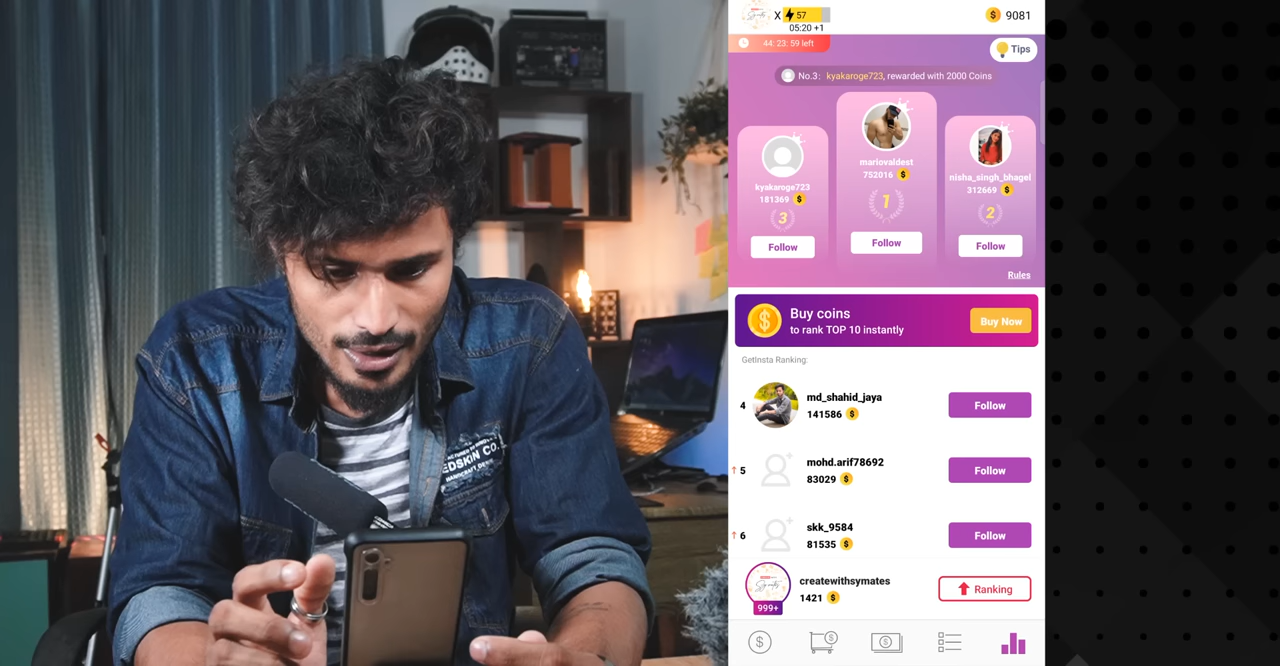 X 57
05:20 +1
9081
44: 23: 59 left
Tips
No.3: kyakaroge723, rewarded with 2000 Coins
kyakaroge723
181369
3
Follow
mariovaldest
752016
1
Follow
nisha_singh_bhagel
312669
2
Follow
Rules
Buy coins
to rank TOP 10 instantly
Buy Now
GetInsta Ranking:
4
md_shahid_jaya
141586
Follow
5
mohd.arif78692
83029
Follow
6
skk_9584
81535
Follow
createwithsymates
1421
999+
Ranking
EDSKIN CO.